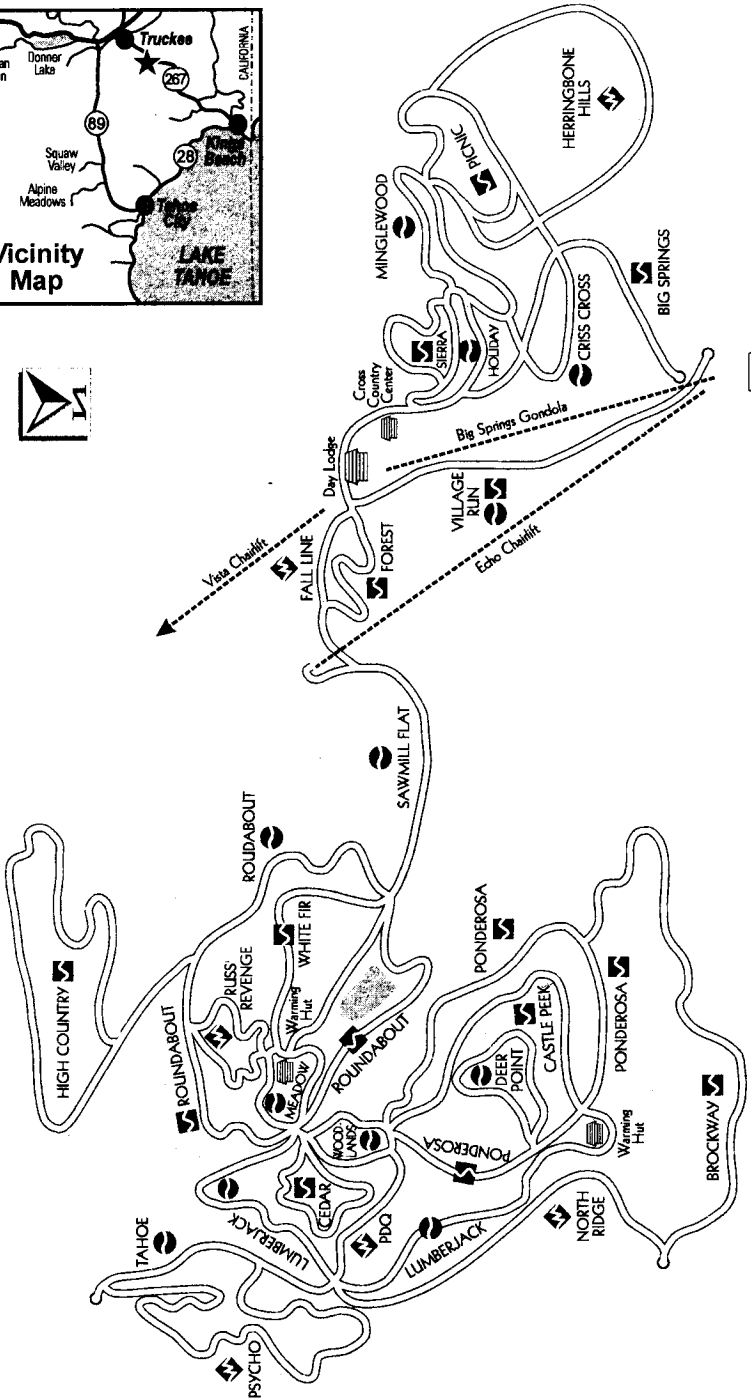 Truckee
Donner
Lake
an
n
267
CALIFORNIA
89
Squaw
Valley
Kings
Beach
28
Alpine
Meadows
Tahoe
City
Vicinity
Map
LAKE
TAHOE
N
HERRINGBONE
HILLS
PICNIC
MINGLEWOOD
BIG SPRINGS
SIERRA
HOLIDAY
CRISS CROSS
Cross
Country
Center
Big Springs Gondola
Day Lodge
VILLAGE
RUN
Echo Chairlift
Vista Chairlift
FALL LINE
FOREST
SAWMILL FLAT
ROUDABOUT
WHITE FIR
RUSS'
REVENGE
HIGH COUNTRY
ROUNDABOUT
Warming Hut
MEADOW
ROUNDABOUT
PONDEROSA
PONDEROSA
CASTLE PEEK
DEER
POINT
WOOD
LANDS
PONDEROSA
Warming
Hut
BROCKWAY
CEDAR
LUMBERJACK
PDQ
LUMBERJACK
NORTH
RIDGE
TAHOE
PSYCHO